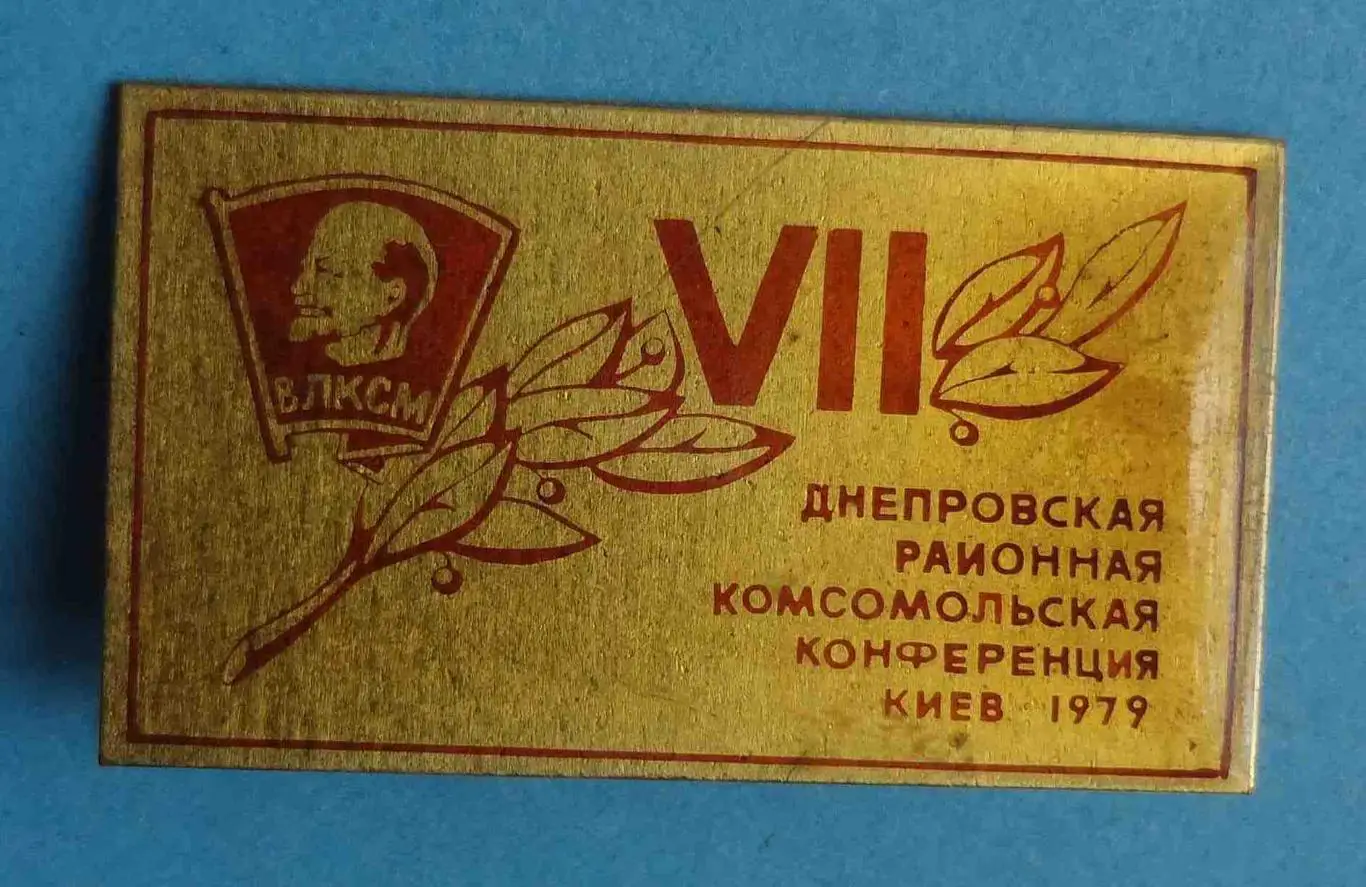 ВЛКСМ
VII
ДНЕПРОВСКАЯ
РАЙОННАЯ
КОМСОМОЛЬСКАЯ
КОНФЕРЕНЦИЯ
КИЕВ 1979